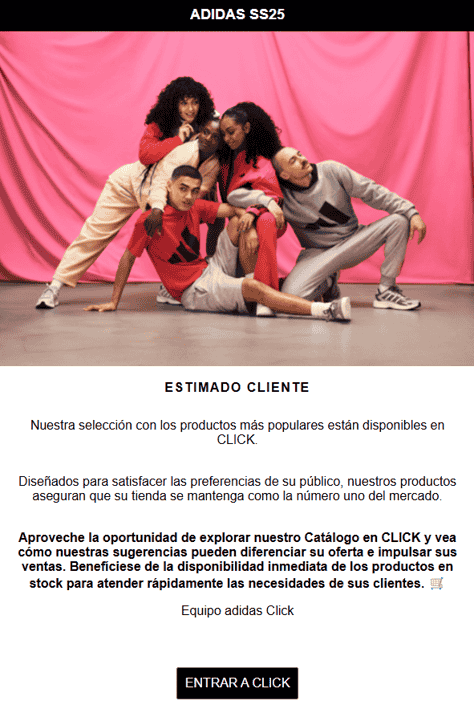 ADIDAS SS25
ESTIMADO CLIENTE
Nuestra selección con los productos más populares están disponibles en
CLICK.
Diseñados para satisfacer las preferencias de su público, nuestros productos
aseguran que su tienda se mantenga como la número uno del mercado.
Aproveche la oportunidad de explorar nuestro Catálogo en CLICK y vea
cómo nuestras sugerencias pueden diferenciar su oferta e impulsar sus
ventas. Benefíciese de la disponibilidad inmediata de los productos en
stock para atender rápidamente las necesidades de sus clientes. 🛒
Equipo adidas Click
ENTRAR A CLICK